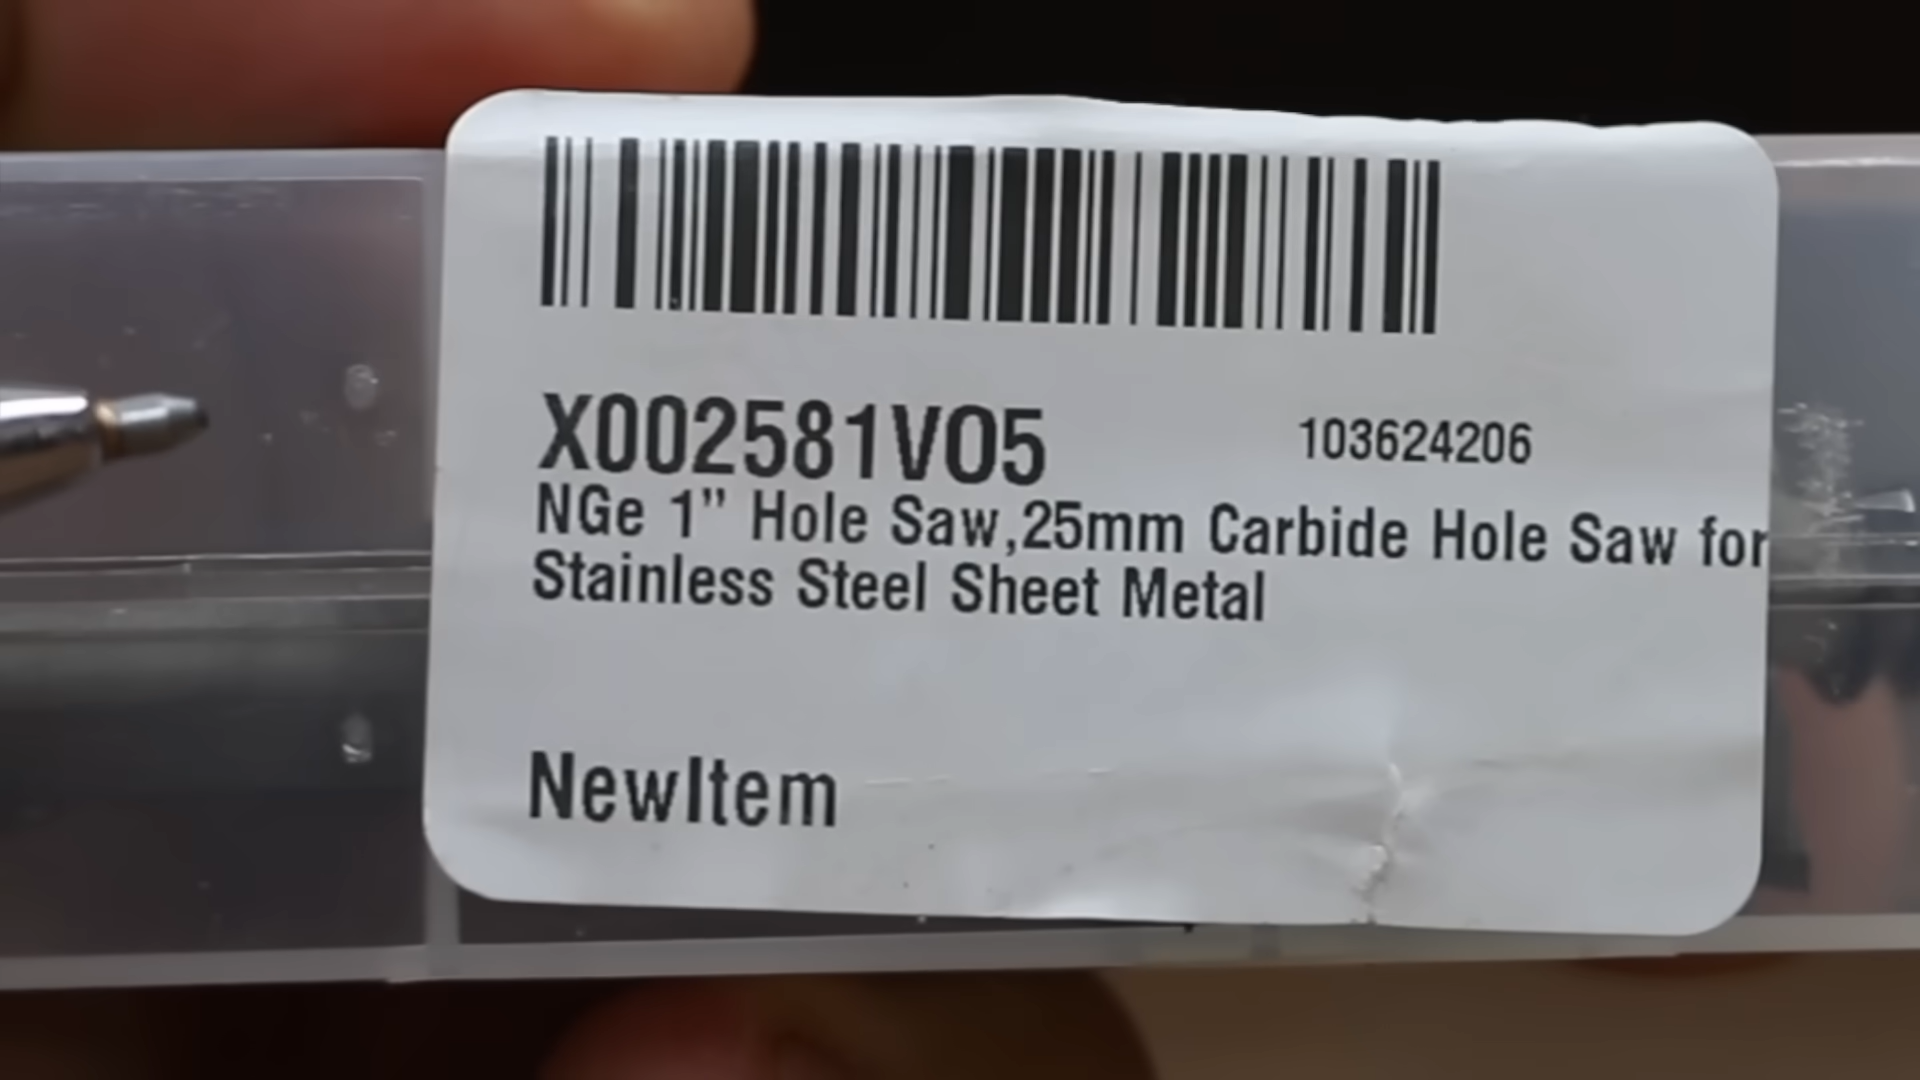 X002581VO5 103624206
NGe 1” Hole Saw,25mm Carbide Hole Saw for
Stainless Steel Sheet Metal
NewItem